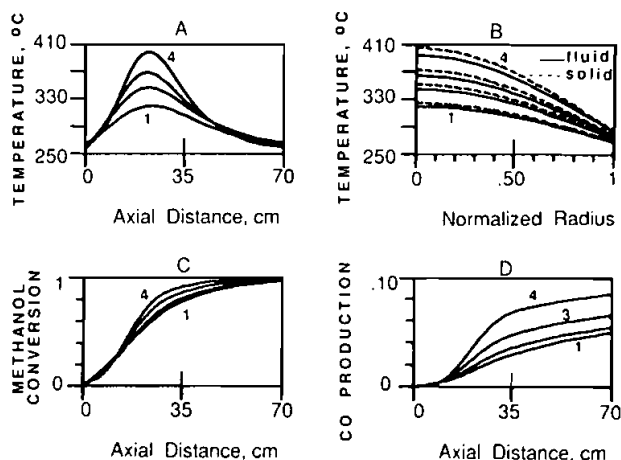 A
TEMPERATURE, °C
410
330
250
4
1
0
35
70
Axial Distance, cm
B
TEMPERATURE, °C
410
330
250
4
fluid
solid
1
0
.50
1
Normalized Radius
C
METHANOL
CONVERSION
1
0
4
1
0
35
70
Axial Distance, cm
D
CO PRODUCTION
.10
0
4
3
1
0
35
70
Axial Distance, cm